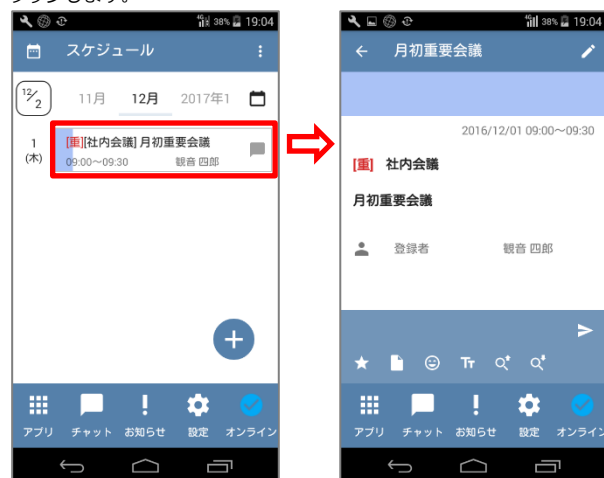 38% 19:04
スケジュール
12/2
11月 12月 2017年1
1
(木)
[重][社内会議] 月初重要会議
09:00～09:30 観音 四郎
アプリ チャット お知らせ 設定 オンライン
38% 19:04
月初重要会議
2016/12/01 09:00～09:30
[重] 社内会議
月初重要会議
登録者 観音 四郎
アプリ チャット お知らせ 設定 オンライン